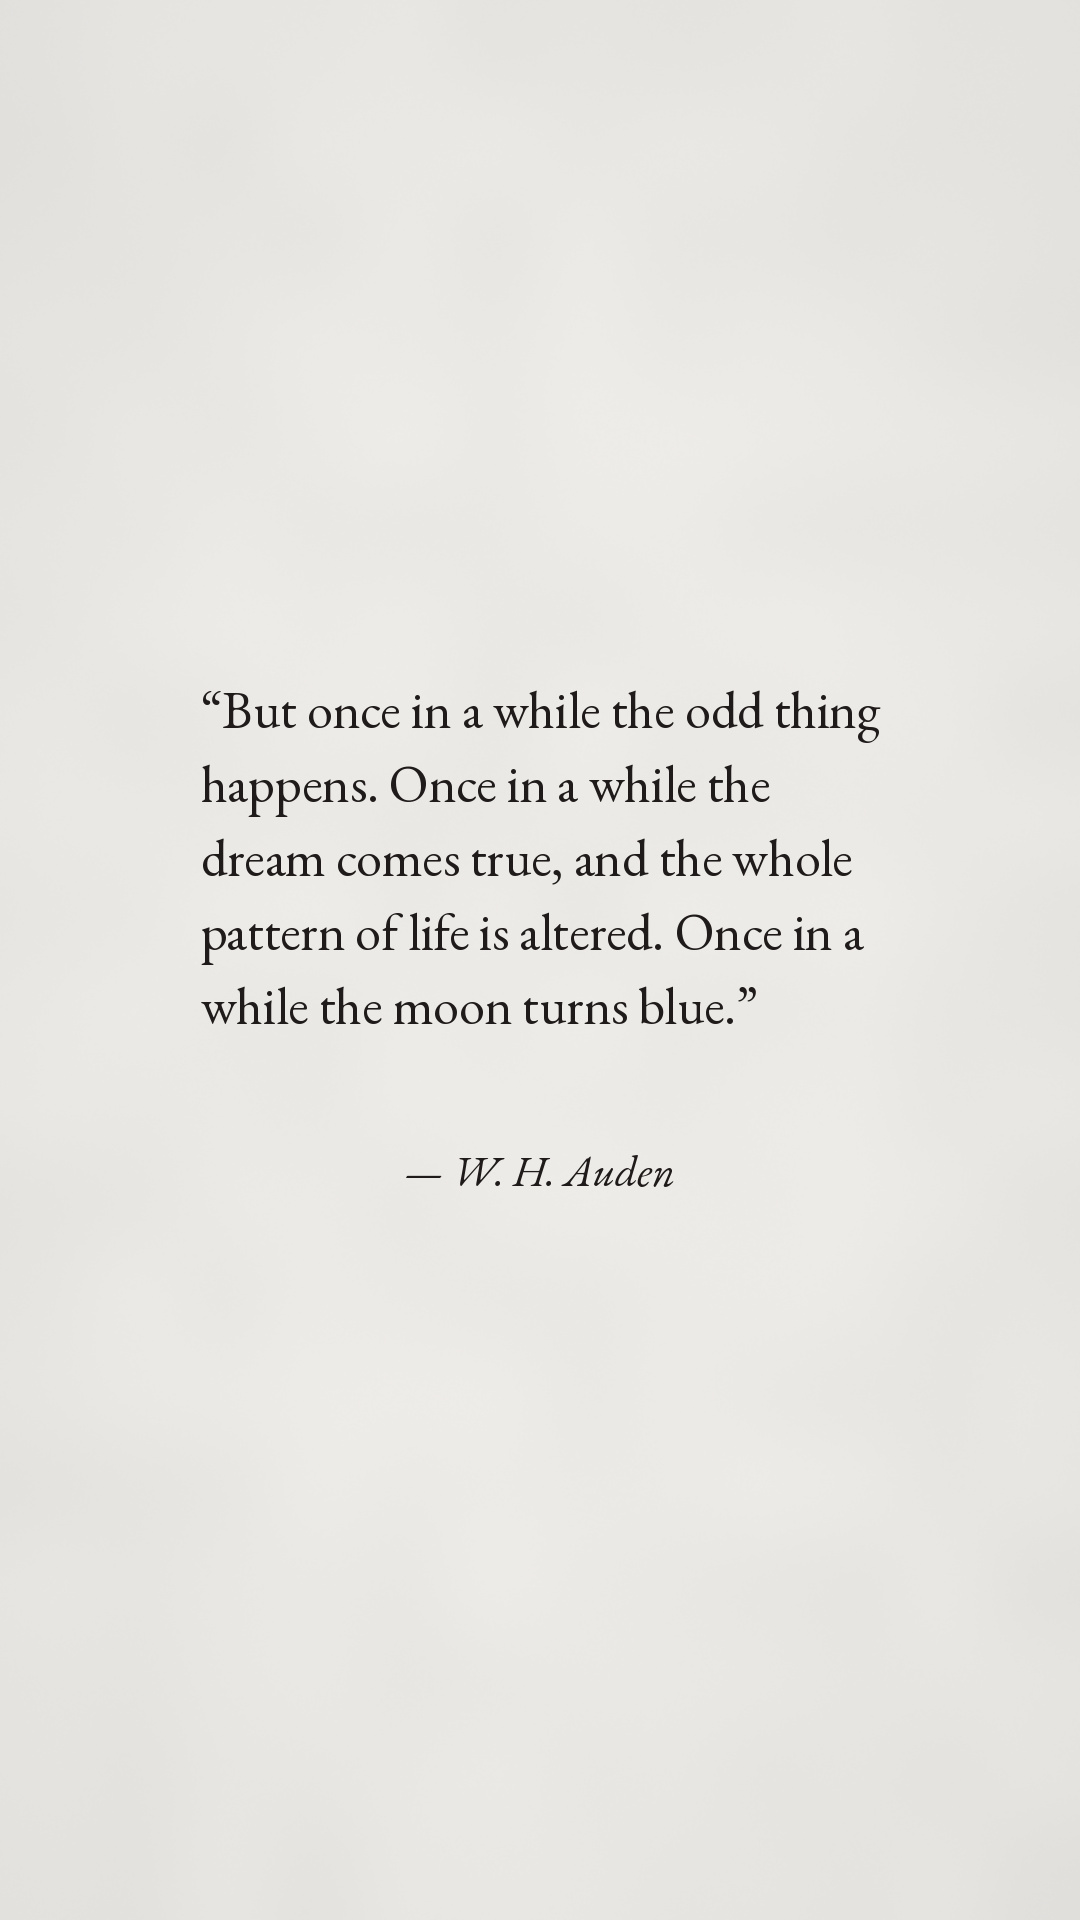 “But once in a while the odd thing
happens. Once in a while the
dream comes true, and the whole
pattern of life is altered. Once in a
while the moon turns blue.”
— W. H. Auden